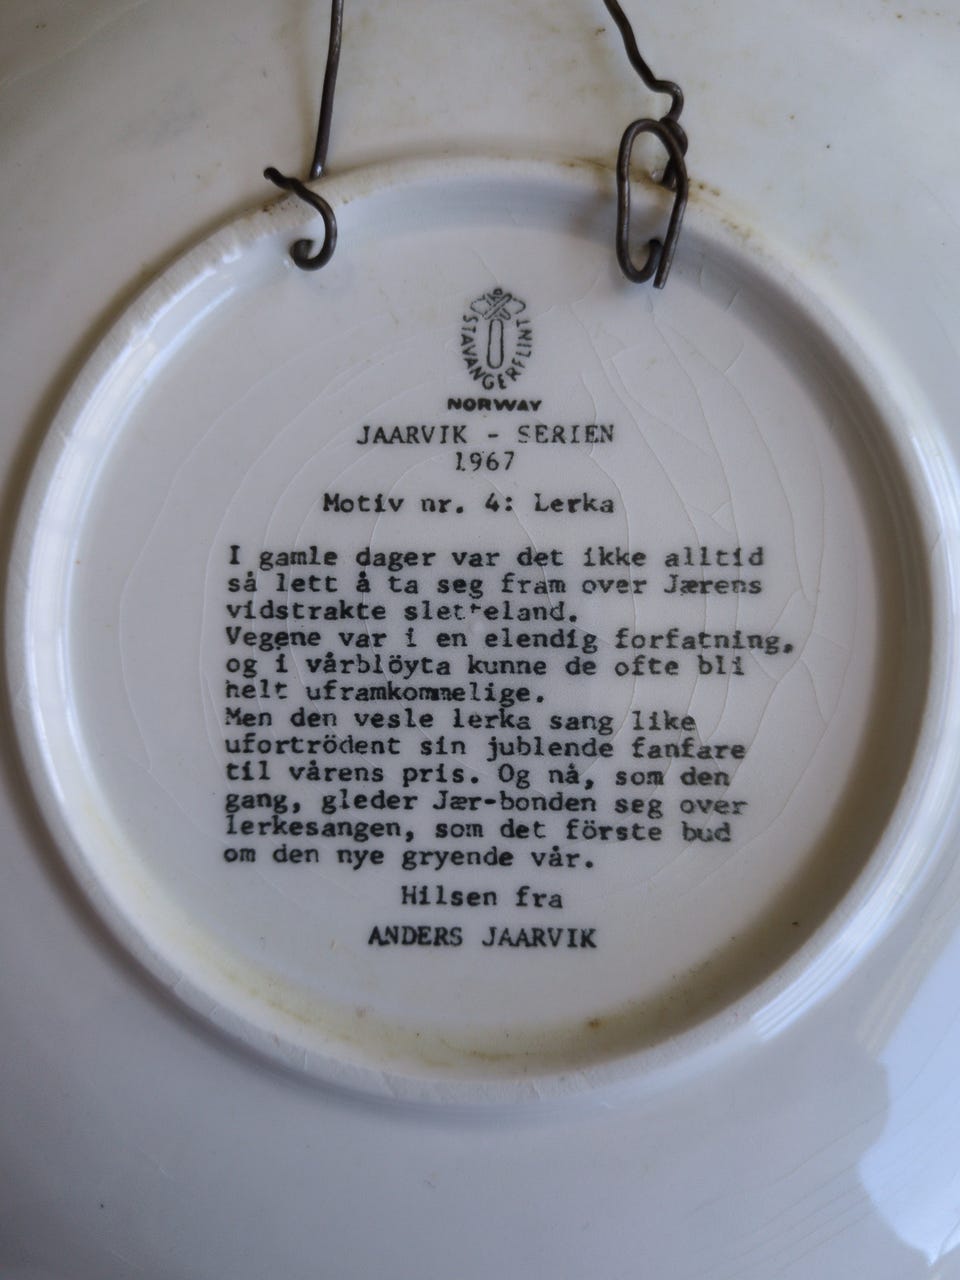 STAVANGERFLINT
NORWAY
JAARVIK - SERIEN
1967
Motiv nr. 4: Lerka
I gamle dager var det ikke alltid
så lett å ta seg fram over Jærens
vidstrakte sletteland.
Vegene var i en elendig forfatning,
og i vårblöyta kunne de ofte bli
helt uframkommelige.
Men den vesle lerka sang like
ufortrödent sin jublende fanfare
til vårens pris. Og nå, som den
gang, gleder Jær-bonden seg over
lerkesangen, som det förste bud
om den nye gryende vår.
Hilsen fra
ANDERS JAARVIK